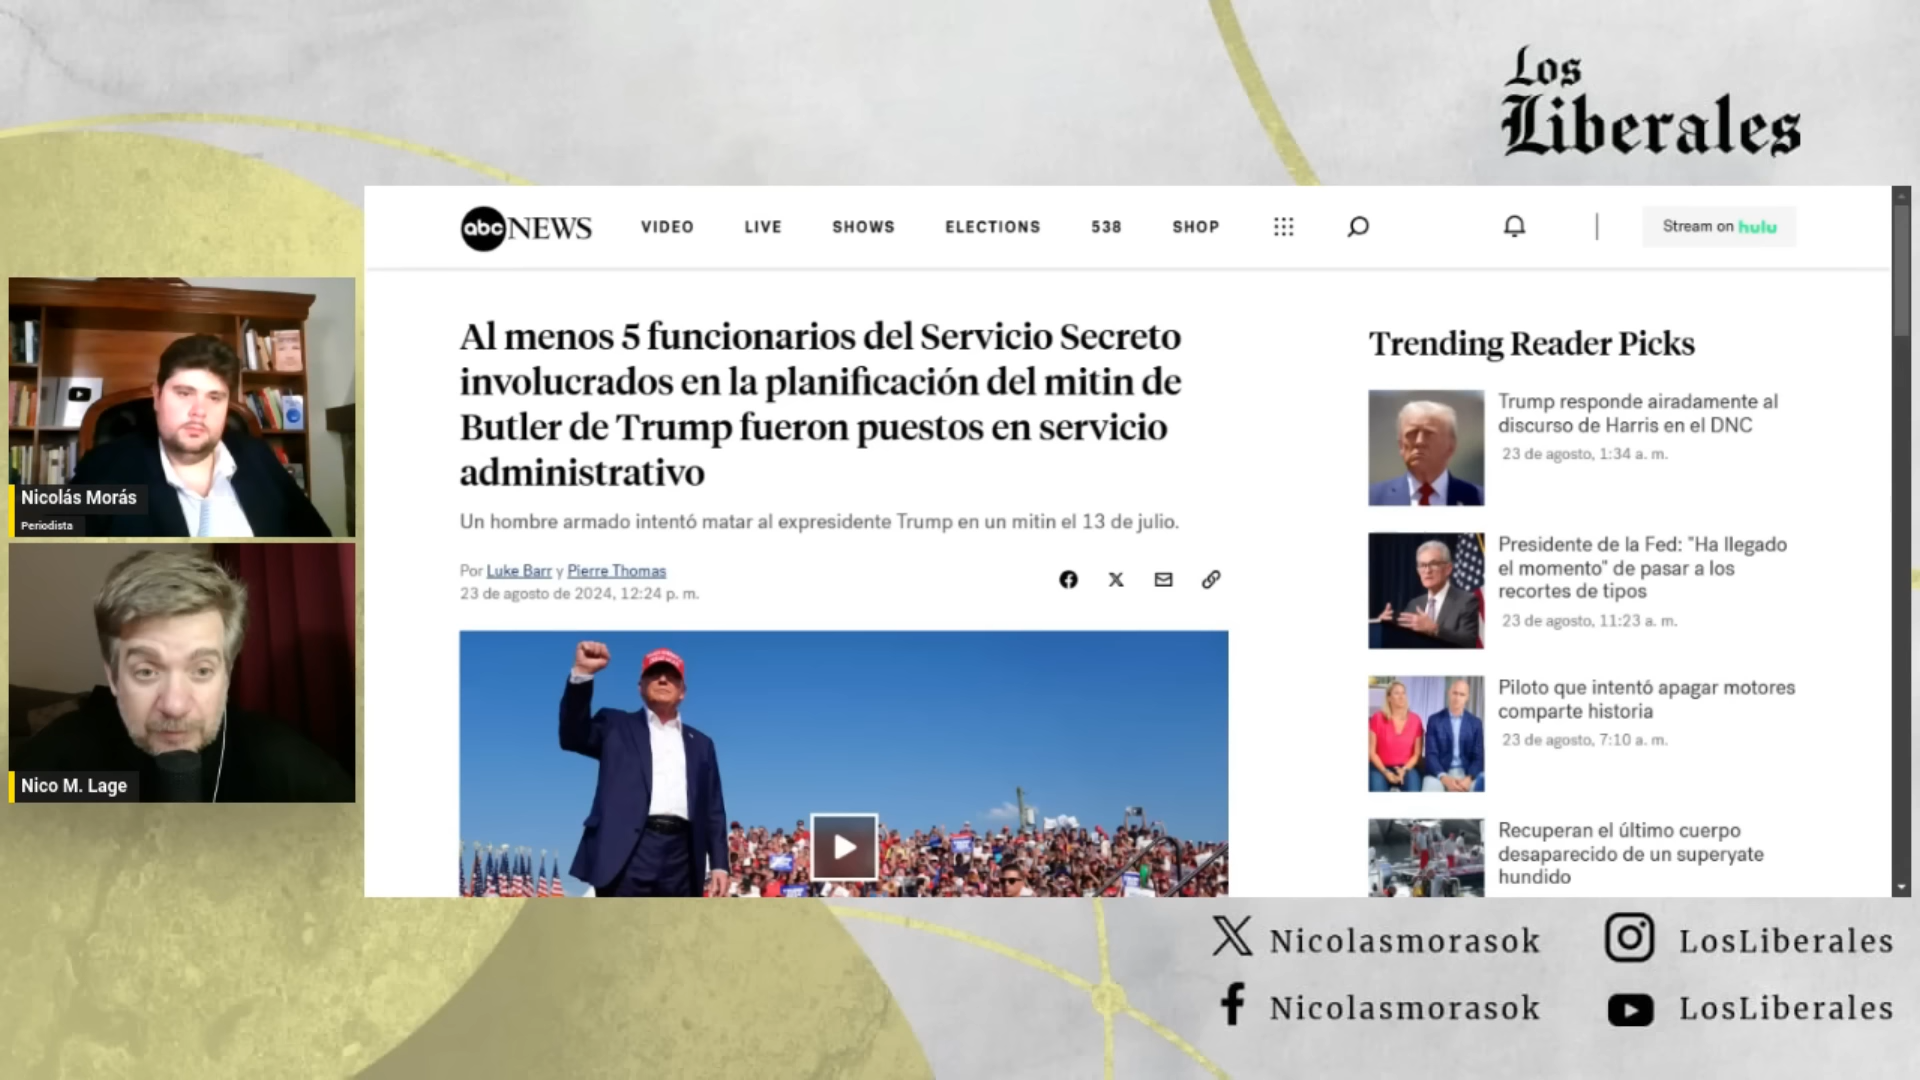 Los
Liberales
abc NEWS
VIDEO
LIVE
SHOWS
ELECTIONS
538
SHOP
Stream on hulu
Al menos 5 funcionarios del Servicio Secreto
involucrados en la planificación del mitin de
Butler de Trump fueron puestos en servicio
administrativo
Un hombre armado intentó matar al expresidente Trump en un mitin el 13 de julio.
Por Luke Barr y Pierre Thomas
23 de agosto de 2024, 12:24 p. m.
Trending Reader Picks
Trump responde airadamente al
discurso de Harris en el DNC
23 de agosto, 1:34 a. m.
Presidente de la Fed: "Ha llegado
el momento" de pasar a los
recortes de tipos
23 de agosto, 11:23 a. m.
Piloto que intentó apagar motores
comparte historia
23 de agosto, 7:10 a. m.
Recuperan el último cuerpo
desaparecido de un superyate
hundido
Nicolás Morás
Periodista
Nico M. Lage
Nicolasmorasok
LosLiberales
Nicolasmorasok
LosLiberales